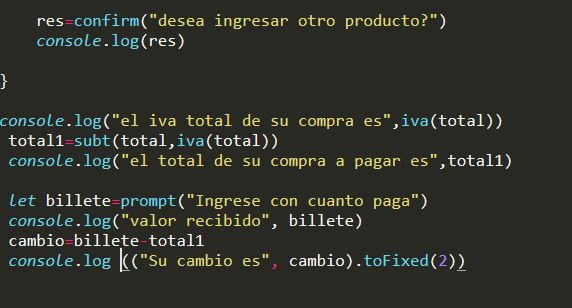 res=confirm("desea ingresar otro producto?")
console.log(res)
}
console.log("el iva total de su compra es",iva(total))
total1=subt(total,iva(total))
console.log("el total de su compra a pagar es",total1)
let billete=prompt("Ingrese con cuanto paga")
console.log("valor recibido", billete)
cambio=billete-total1
console.log (("Su cambio es", cambio).toFixed(2))